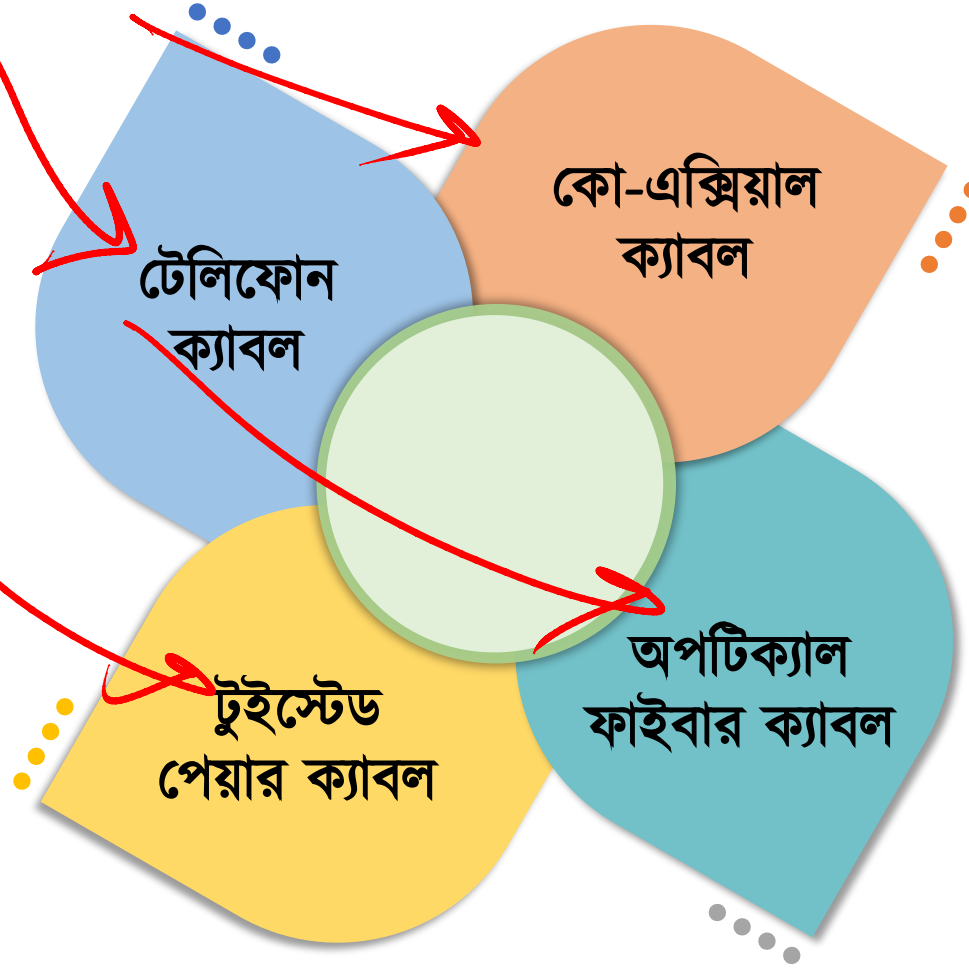 কো-এক্সিয়াল
ক্যাবল
টেলিফোন
ক্যাবল
অপটিক্যাল
ফাইবার ক্যাবল
টুইস্টেড
পেয়ার ক্যাবল